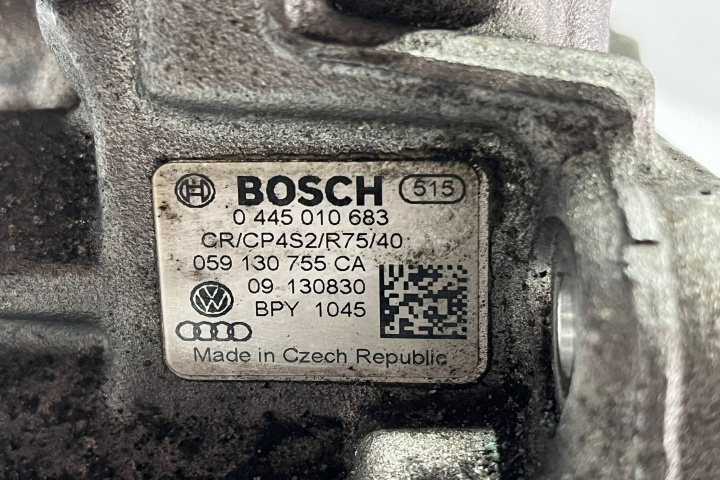 BOSCH 515
0 445 010 683
CR/CP4S2/R75/40
059 130 755 CA
09 130830
BPY 1045
Made in Czech Republic